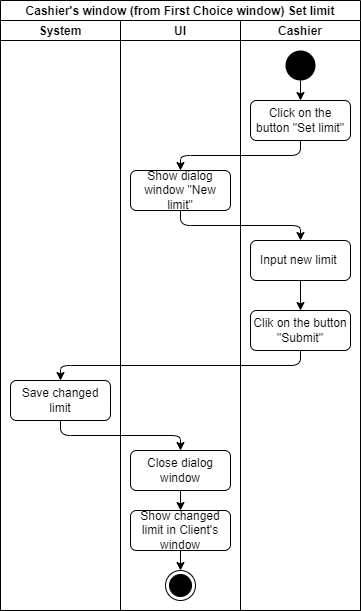 Cashier's window (from First Choice window) Set limit
System
UI
Cashier
Click on the
button "Set limit"
Show dialog
window "New
limit"
Input new limit
Clik on the button
"Submit"
Save changed
limit
Close dialog
window
Show changed
limit in Client's
window